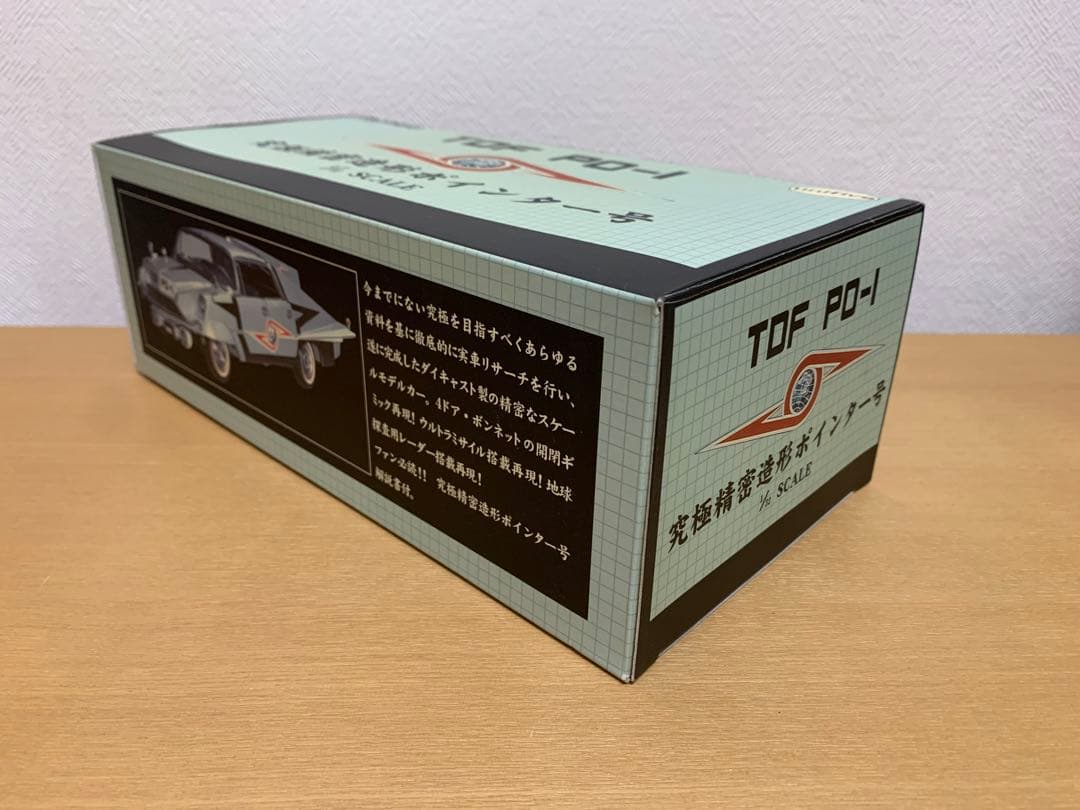 TDF PO-1
究極精密造形ポインター号
1/ SCALE
今までにない究極を目指すべくあらゆる
資料を基に徹底的に実車リサーチを行い、
遂に完成したダイキャスト製の精密なスケー
ルモデルカー。4ドア・ボンネットの開閉ギ
ミック再現!ウルトラミサイル搭載再現!地球
探査用レーダー搭載再現!
ファン必読!! 究極精密造形ポインター号
解説書付。
TDF PO-1
究極精密造形ポインター号
SCALE